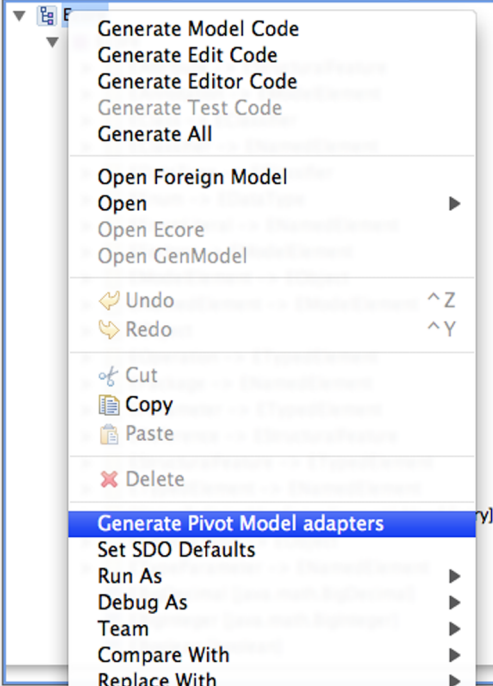 Generate Model Code
Generate Edit Code
Generate Editor Code
Generate Test Code
Generate All
Open Foreign Model
Open
Open Ecore
Open GenModel
Undo ^Z
Redo ^Y
Cut
Copy
Paste
Delete
Generate Pivot Model adapters
Set SDO Defaults
Run As
Debug As
Team
Compare With
Replace With